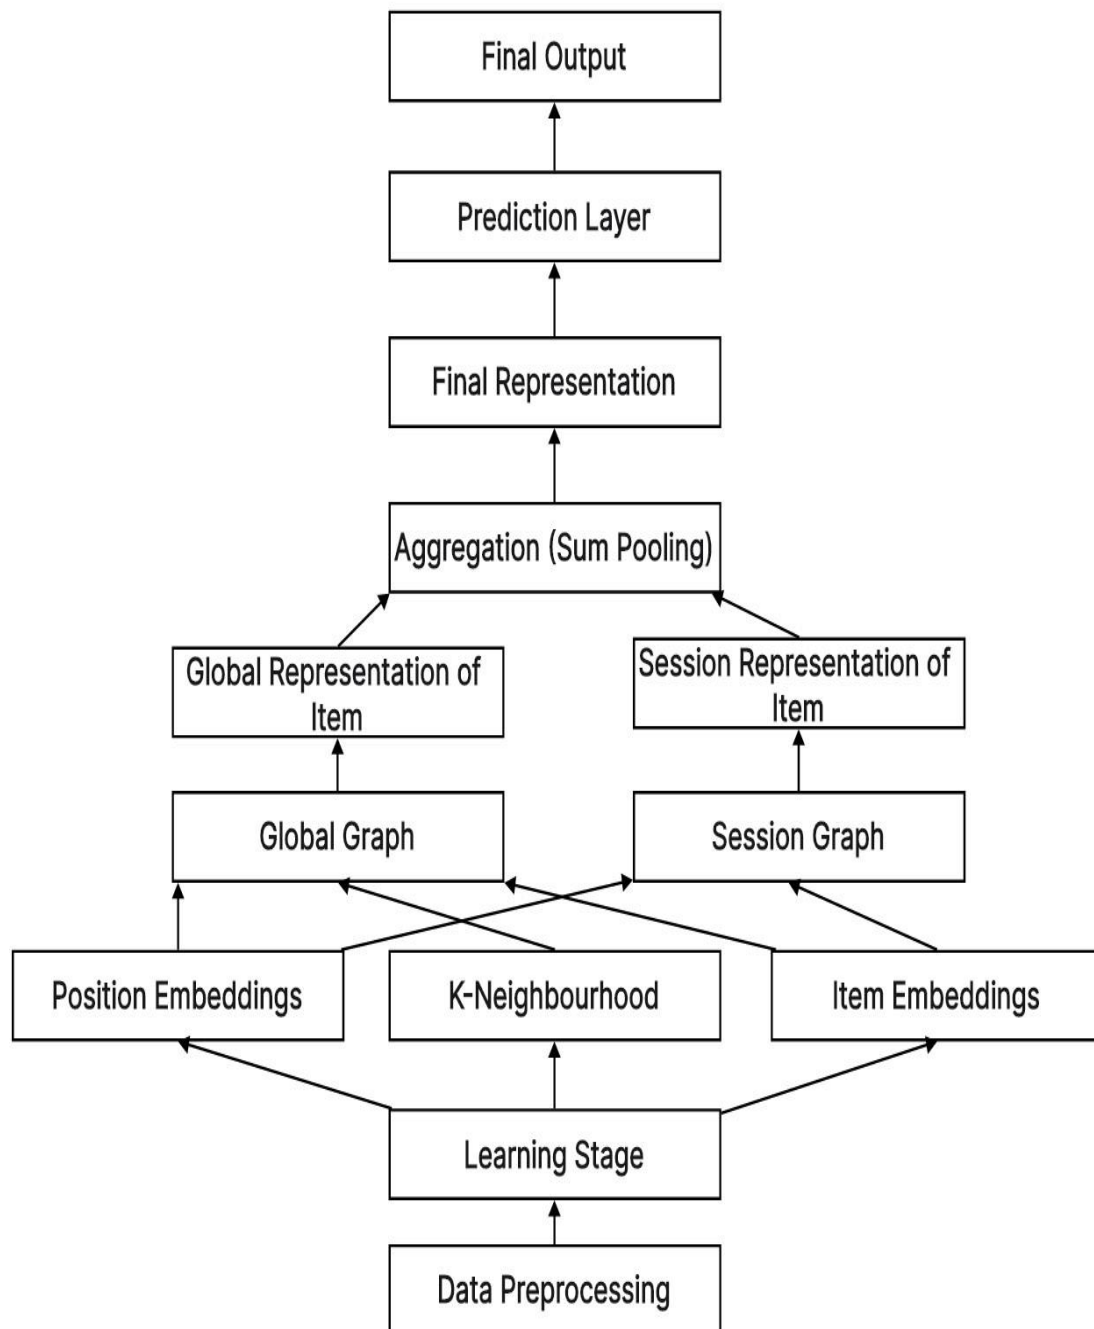 Final Output
Prediction Layer
Final Representation
Aggregation (Sum Pooling)
Global Representation of
Item
Session Representation of
Item
Global Graph
Session Graph
Position Embeddings
K-Neighbourhood
Item Embeddings
Learning Stage
Data Preprocessing